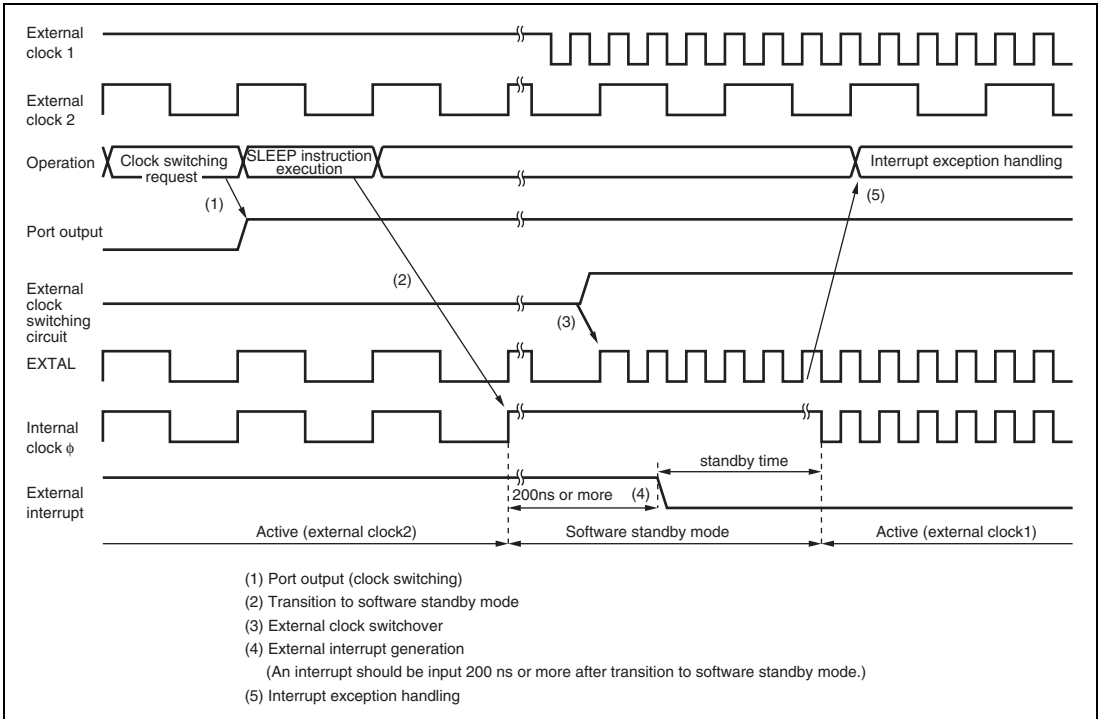 External
clock 1
External
clock 2
Operation
Clock switching
request
SLEEP instruction
execution
Interrupt exception handling
(1)
(5)
Port output
(2)
External
clock
switching
circuit
(3)
EXTAL
Internal
clock ϕ
standby time
External
interrupt
200ns or more
(4)
Active (external clock2)
Software standby mode
Active (external clock1)
(1) Port output (clock switching)
(2) Transition to software standby mode
(3) External clock switchover
(4) External interrupt generation
(An interrupt should be input 200 ns or more after transition to software standby mode.)
(5) Interrupt exception handling